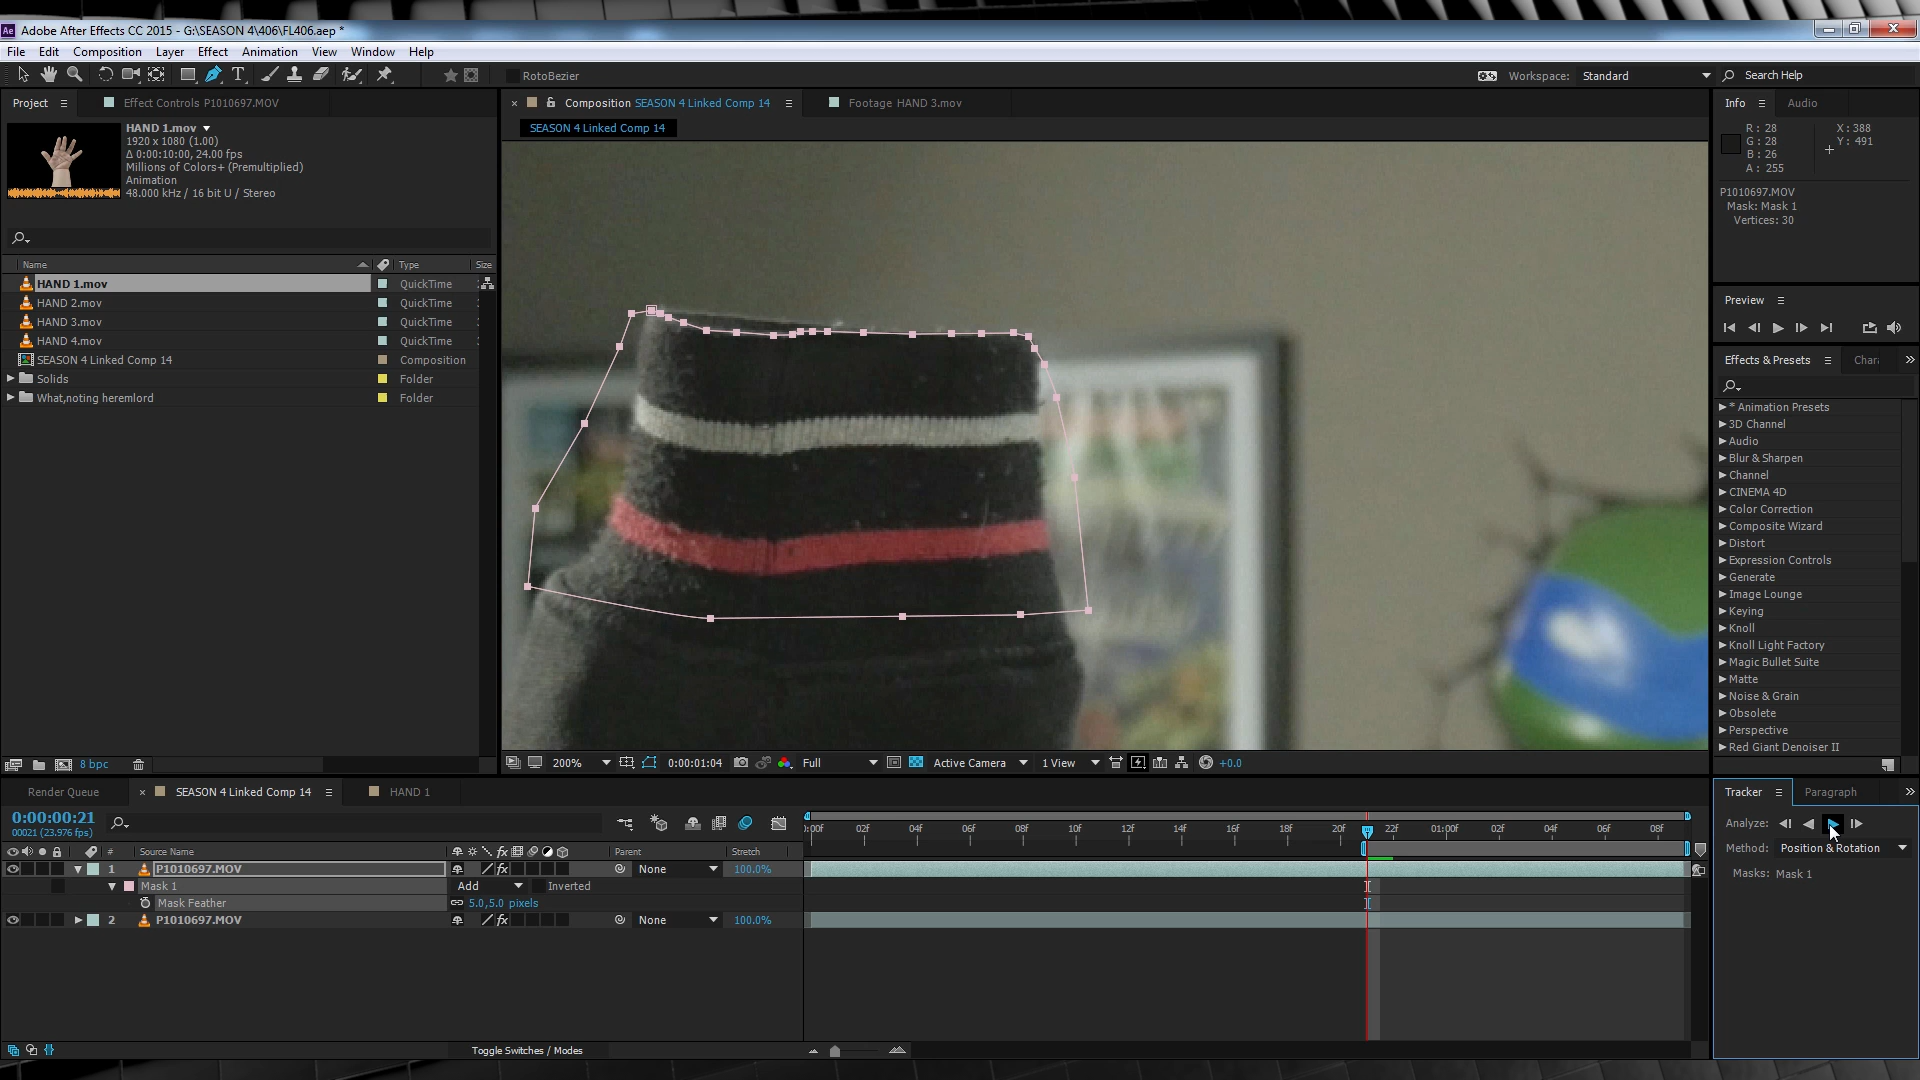 Adobe After Effects CC 2015 - G:\SEASON 4\406\FL406.aep *
File Edit Composition Layer Effect Animation View Window Help
RotoBezier
Workspace: Standard
Search Help
Project
Effect Controls P1010697.MOV
Composition SEASON 4 Linked Comp 14
Footage HAND 3.mov
Info
Audio
SEASON 4 Linked Comp 14
HAND 1.mov
1920 x 1080 (1.00)
Δ 0:00:10:00, 24.00 fps
Millions of Colors+ (Premultiplied)
Animation
48.000 kHz / 16 bit U / Stereo
R: 28
G: 28
B: 26
A: 255
X: 388
Y: 491
P1010697.MOV
Mask: Mask 1
Vertices: 30
Name Type Size
HAND 1.mov QuickTime
HAND 2.mov QuickTime
HAND 3.mov QuickTime
HAND 4.mov QuickTime
SEASON 4 Linked Comp 14 Composition
Solids Folder
What,noting heremlord Folder
Preview
Effects & Presets
* Animation Presets
3D Channel
Audio
Blur & Sharpen
Channel
CINEMA 4D
Color Correction
Composite Wizard
Distort
Expression Controls
Generate
Image Lounge
Keying
Knoll
Knoll Light Factory
Magic Bullet Suite
Matte
Noise & Grain
Obsolete
Perspective
Red Giant Denoiser II
8 bpc
200% 0:00:01:04 Full Active Camera 1 View +0.0
Render Queue
SEASON 4 Linked Comp 14
HAND 1
Tracker
Paragraph
0:00:00:21
00021 (23.976 fps)
02f 04f 06f 08f 10f 12f 14f 16f 18f 20f 22f 01:00f 02f 04f 06f 08f
Analyze:
Method: Position & Rotation
Masks: Mask 1
# Source Name Parent Stretch
1 P1010697.MOV None 100.0%
Mask 1 Add Inverted
Mask Feather 5.0,5.0 pixels
2 P1010697.MOV None 100.0%
Toggle Switches / Modes